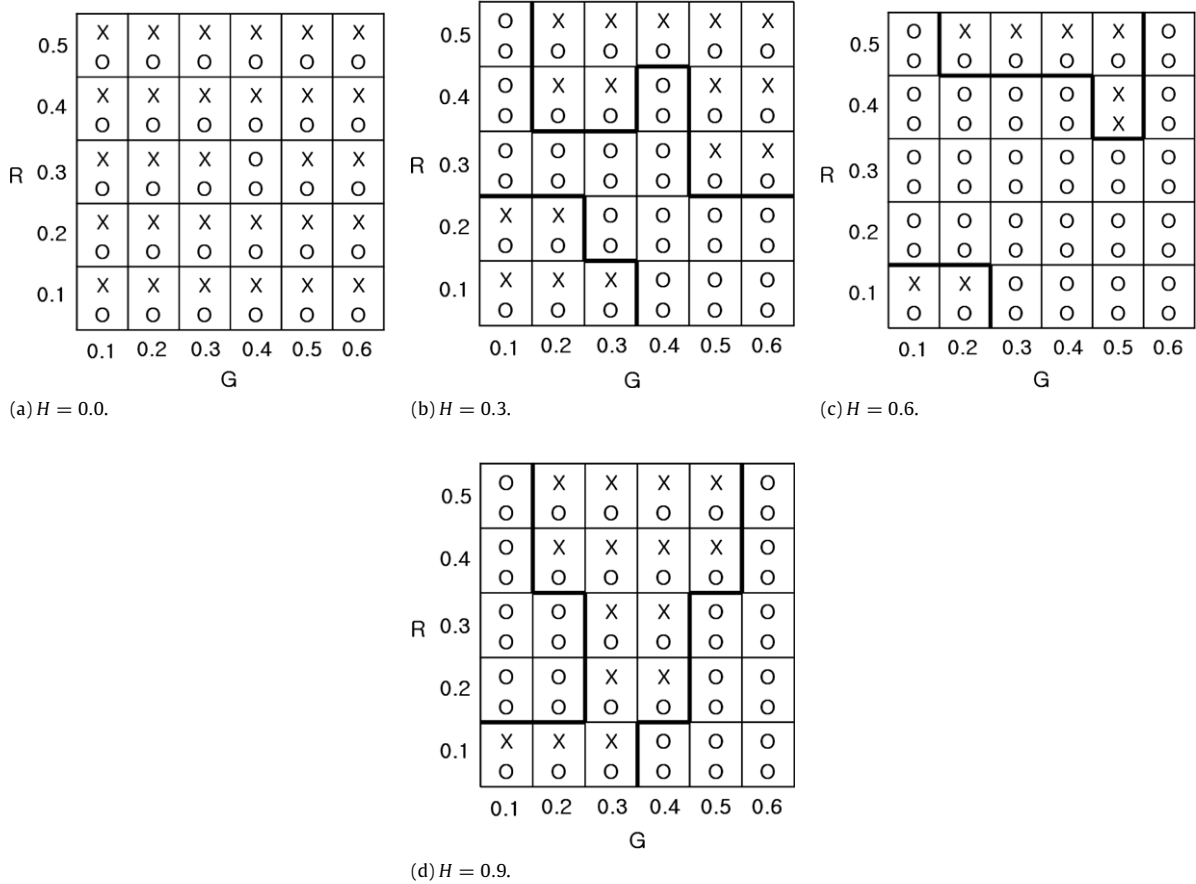 0.5 X X X X X X
O O O O O O
0.4 X X X X X X
O O O O O O
R 0.3 X X X O X X
O O O O O O
0.2 X X X X X X
O O O O O O
0.1 X X X X X X
O O O O O O
0.1 0.2 0.3 0.4 0.5 0.6
G
(a) H = 0.0.
0.5 O X X X X X
O O O O O O
0.4 O X X O X X
O O O O O O
R 0.3 O O O O X X
O O O O O O
0.2 X X O O O O
O O O O O O
0.1 X X X O O O
O O O O O O
0.1 0.2 0.3 0.4 0.5 0.6
G
(b) H = 0.3.
0.5 O X X X X O
O O O O O O
0.4 O O O O X O
O O O O X O
R 0.3 O O O O O O
O O O O O O
0.2 O O O O O O
O O O O O O
0.1 X X O O O O
O O O O O O
0.1 0.2 0.3 0.4 0.5 0.6
G
(c) H = 0.6.
0.5 O X X X X O
O O O O O O
0.4 O X X X X O
O O O O O O
R 0.3 O O X X O O
O O O O O O
0.2 O O X X O O
O O O O O O
0.1 X X X O O O
O O O O O O
0.1 0.2 0.3 0.4 0.5 0.6
G
(d) H = 0.9.